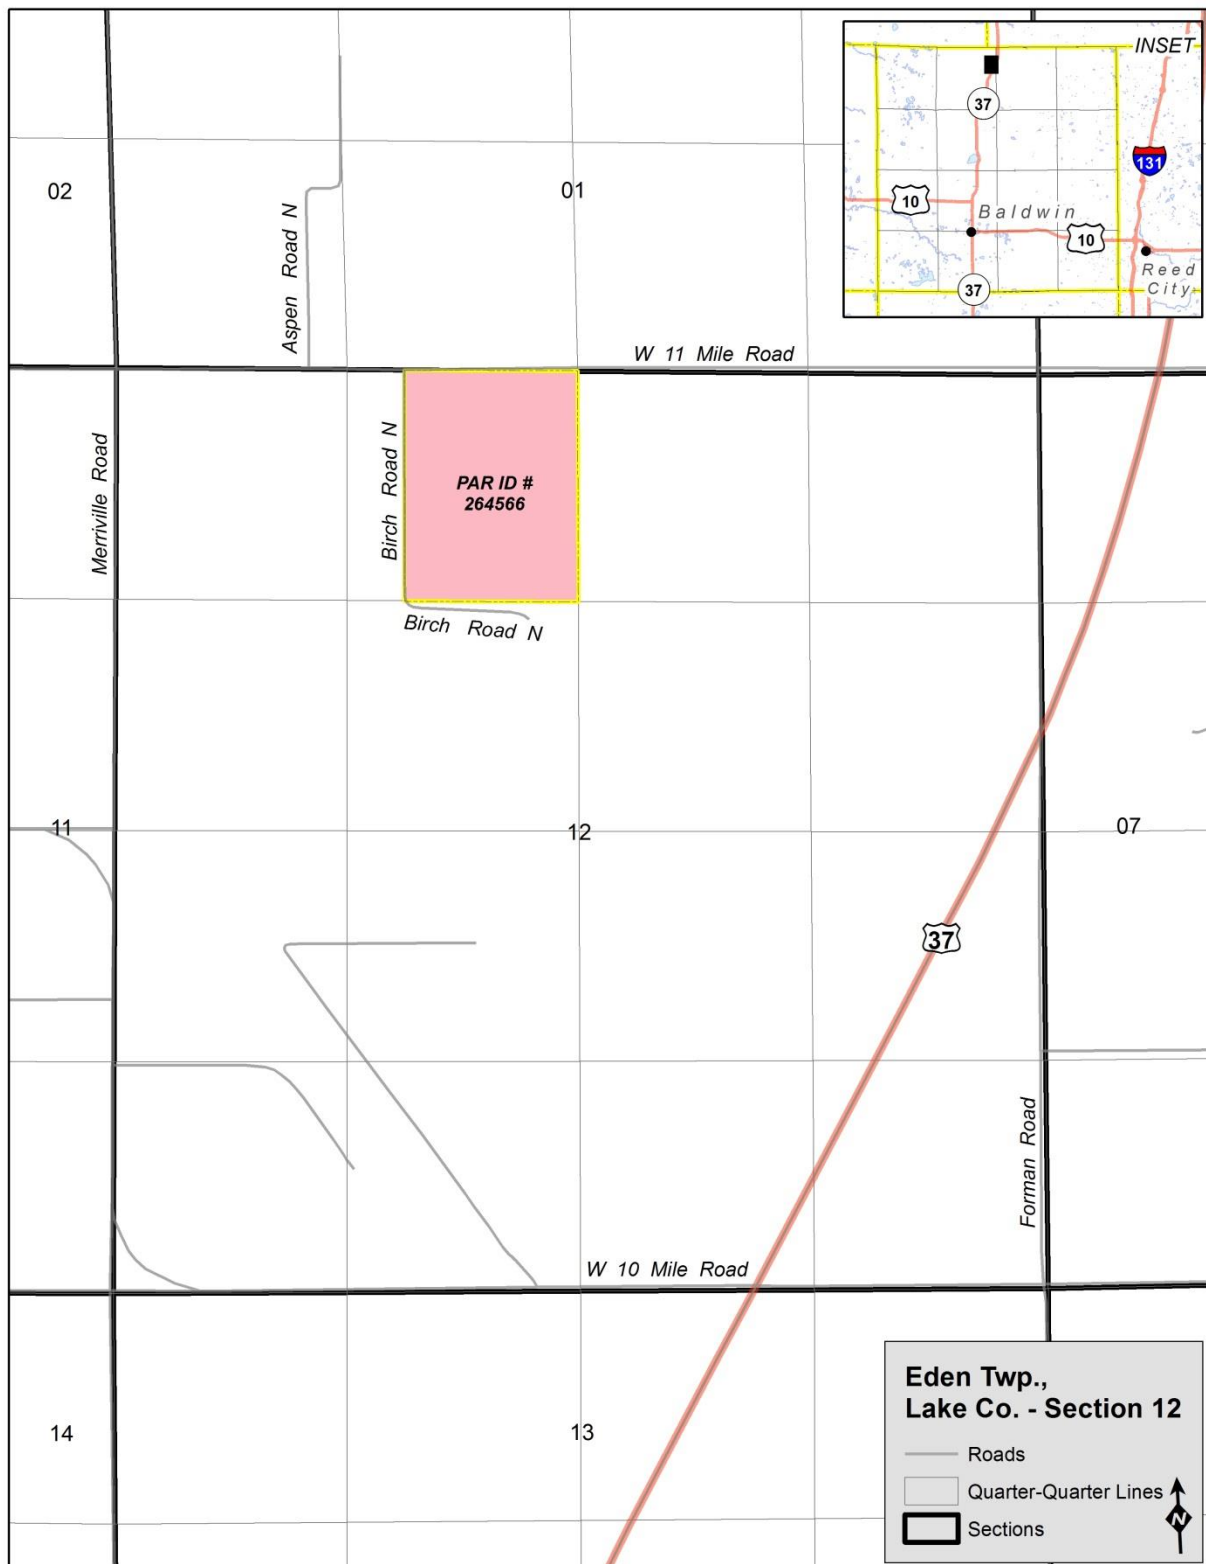 INSET
37
131
10
Baldwin
10
Reed
City
37
02
01
Aspen Road N
W 11 Mile Road
Merriville Road
Birch Road N
PAR ID #
264566
Birch Road N
11
12
07
37
Forman Road
W 10 Mile Road
14
13
Eden Twp.,
Lake Co. - Section 12
Roads
Quarter-Quarter Lines
Sections
N